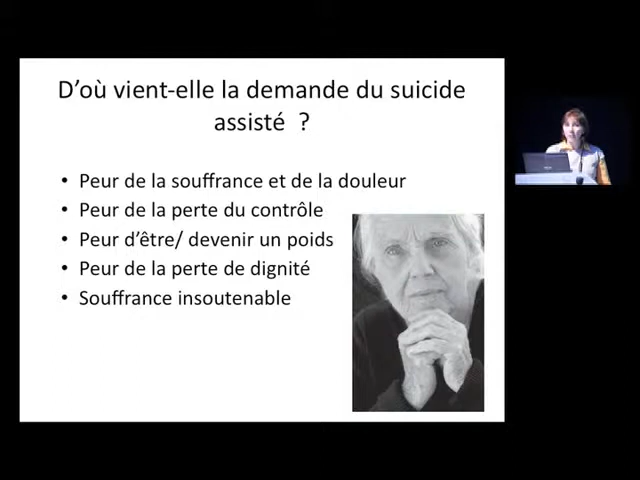 D'où vient-elle la demande du suicide
assisté  ?
• Peur de la souffrance et de la douleur
• Peur de la perte du contrôle
• Peur d'être/ devenir un poids
• Peur de la perte de dignité
• Souffrance insoutenable